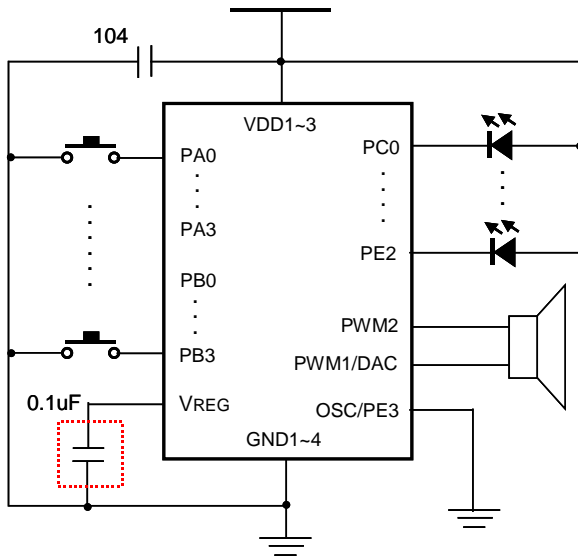 104
VDD1~3
PA0
PC0
PA3
PE2
PB0
PWM2
PB3
PWM1/DAC
0.1uF
VREG
OSC/PE3
GND1~4